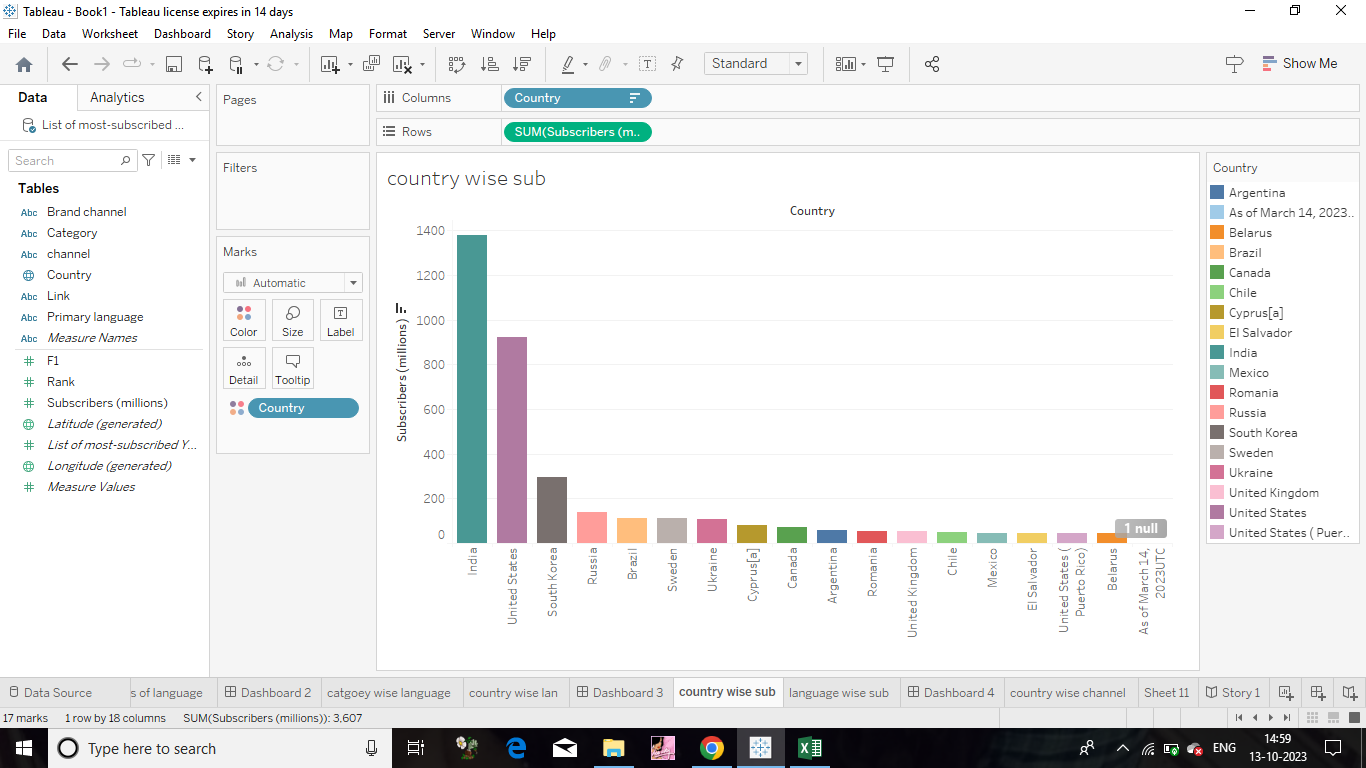 Tableau - Book1 - Tableau license expires in 14 days
File Data Worksheet Dashboard Story Analysis Map Format Server Window Help
Standard
Show Me
Data Analytics
List of most-subscribed ...
Search
Tables
Abc Brand channel
Abc Category
Abc channel
Country
Abc Link
Abc Primary language
Abc Measure Names
F1
Rank
Subscribers (millions)
Latitude (generated)
List of most-subscribed Y...
Longitude (generated)
Measure Values
Pages
Filters
Marks
Automatic
Color Size Label
Detail Tooltip
Country
Columns Country
Rows SUM(Subscribers (m..
country wise sub
Country
Subscribers (millions)
1400
1200
1000
800
600
400
200
0
1 null
India
United States
South Korea
Russia
Brazil
Sweden
Ukraine
Cyprus[a]
Canada
Argentina
Romania
United Kingdom
Chile
Mexico
El Salvador
United States (
Puerto Rico)
Belarus
As of March 14,
2023UTC
Country
Argentina
As of March 14, 2023..
Belarus
Brazil
Canada
Chile
Cyprus[a]
El Salvador
India
Mexico
Romania
Russia
South Korea
Sweden
Ukraine
United Kingdom
United States
United States ( Puer..
Data Source s of language Dashboard 2 catgoey wise language country wise lan Dashboard 3 country wise sub language wise sub Dashboard 4 country wise channel Sheet 11 Story 1
17 marks 1 row by 18 columns SUM(Subscribers (millions)): 3,607
Type here to search
ENG
14:59
13-10-2023